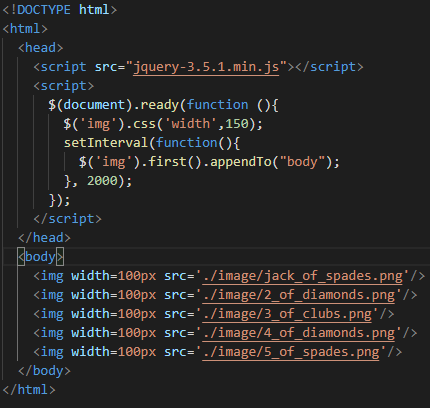 <!DOCTYPE html>
<html>
  <head>
    <script src="jquery-3.5.1.min.js"></script>
    <script>
      $(document).ready(function (){
        $('img').css('width',150);
        setInterval(function(){
          $('img').first().appendTo("body");
        }, 2000);
      });
    </script>
  </head>
  <body>
    <img width=100px src='./image/jack_of_spades.png'/>
    <img width=100px src='./image/2_of_diamonds.png'/>
    <img width=100px src='./image/3_of_clubs.png'/>
    <img width=100px src='./image/4_of_diamonds.png'/>
    <img width=100px src='./image/5_of_spades.png'/>
  </body>
</html>